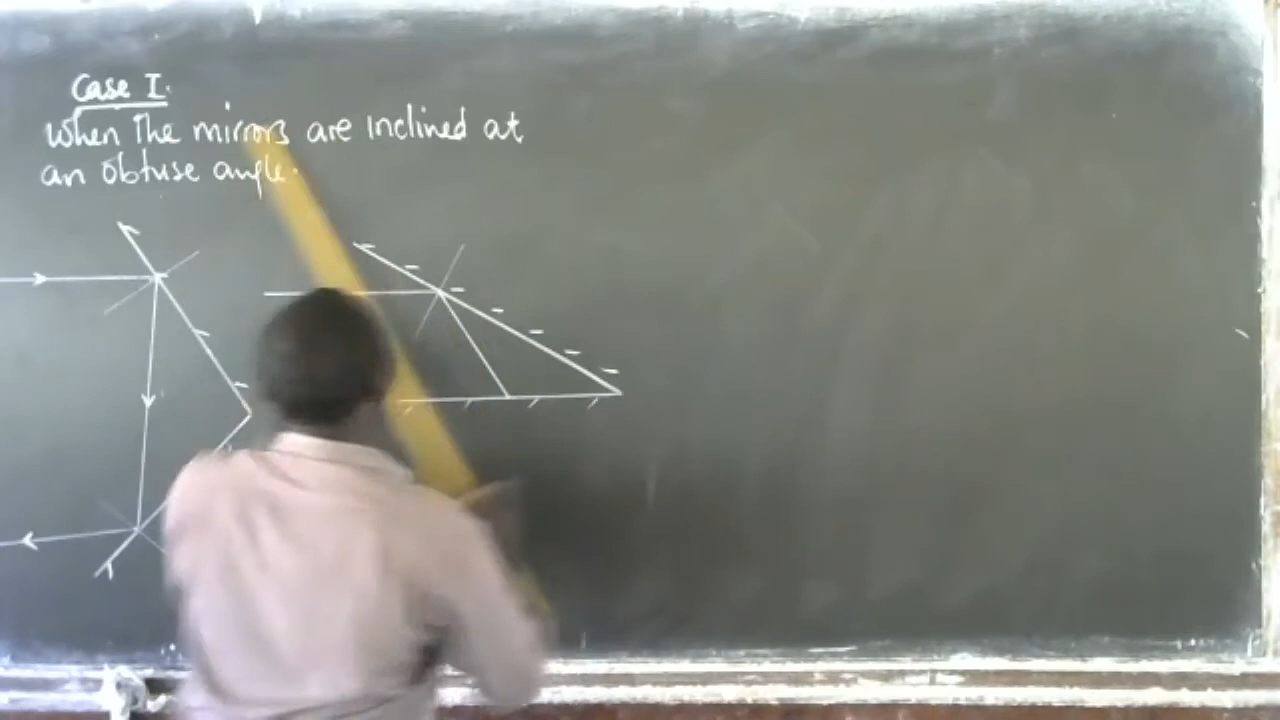 Case I.
When the mirrors are inclined at
an obtuse angle.